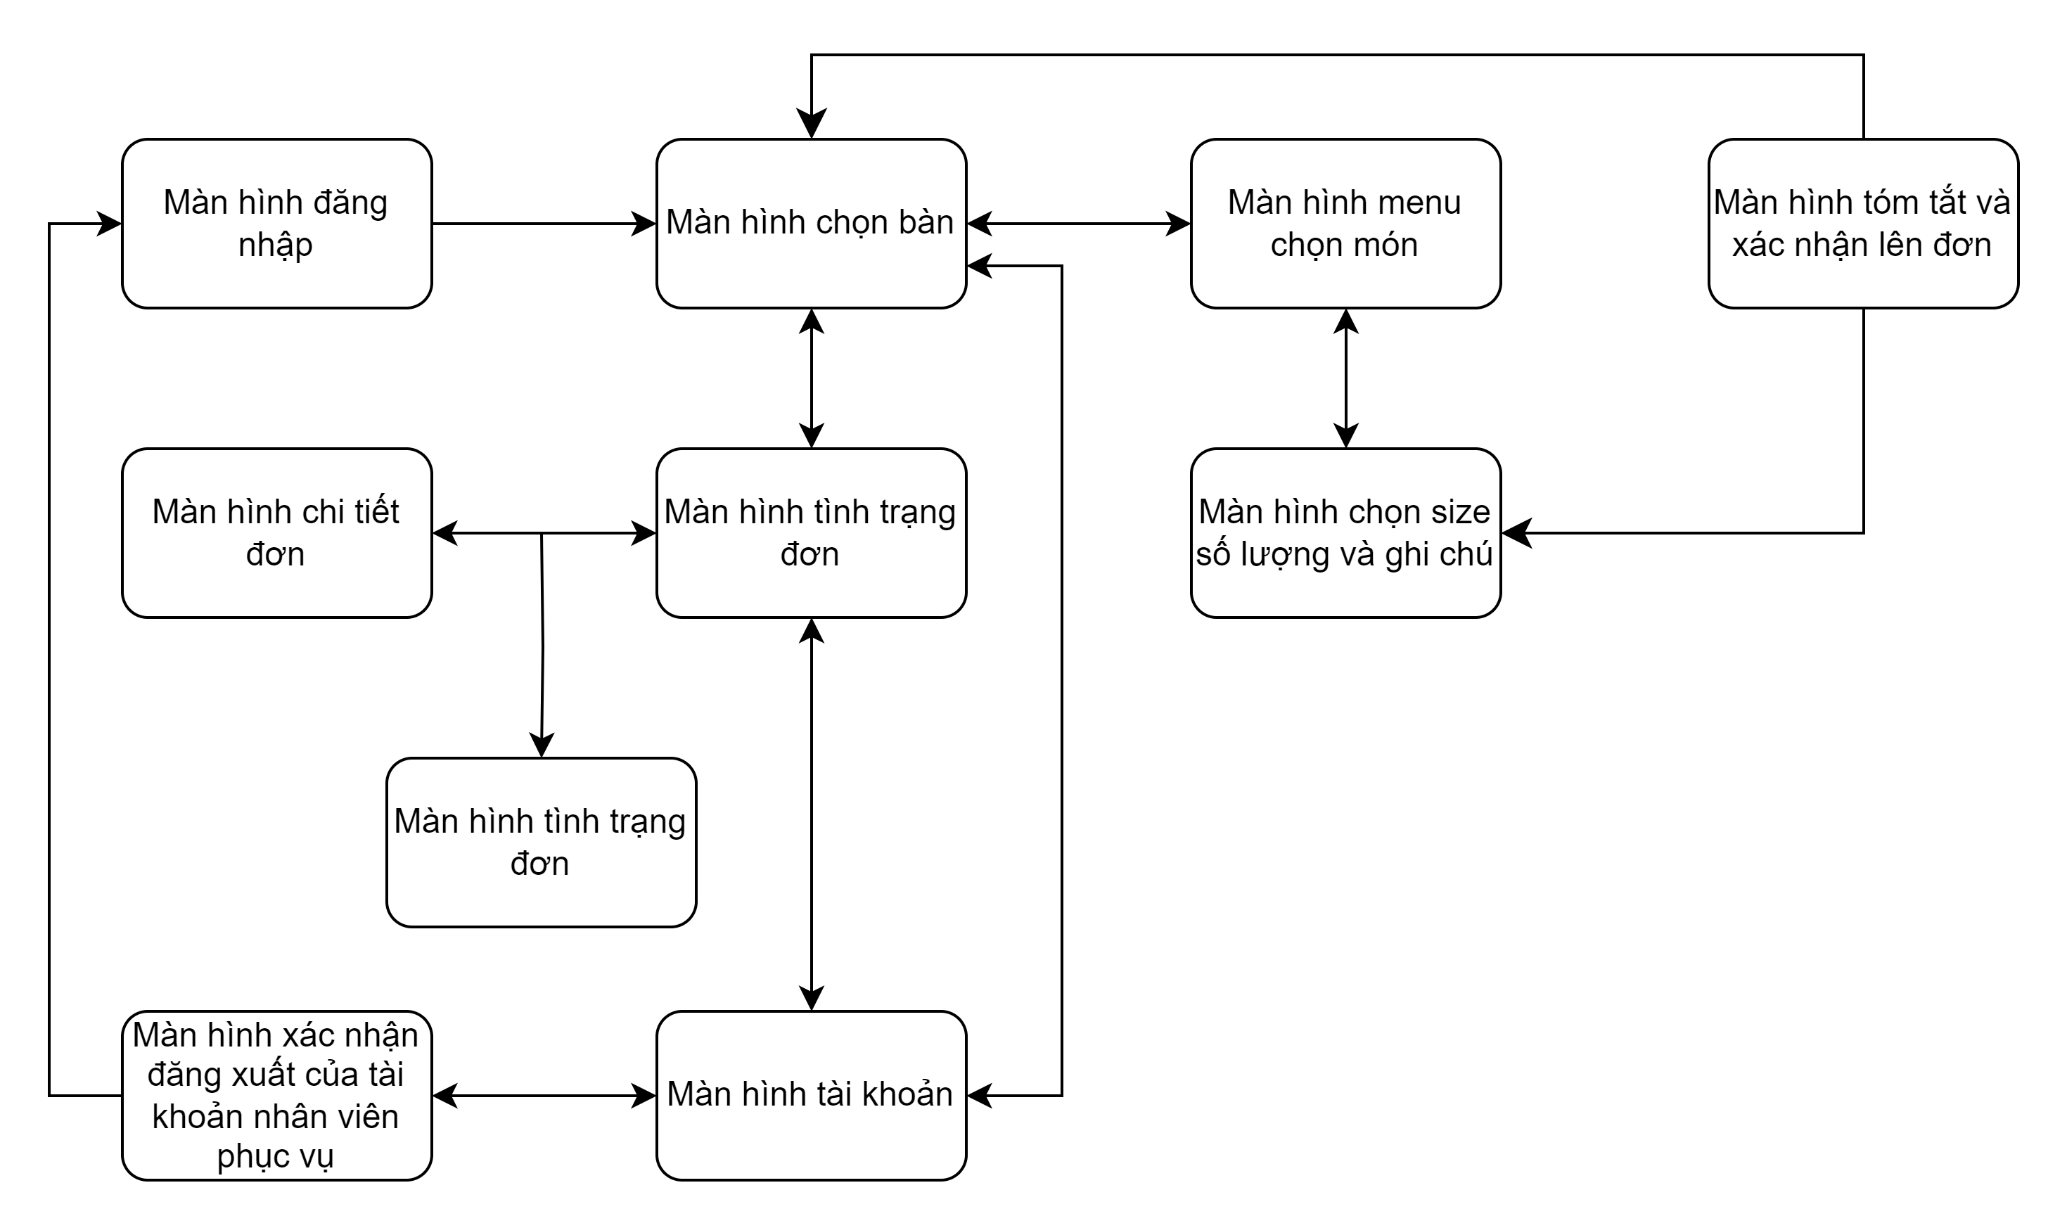 Màn hình đăng
nhập
Màn hình chọn bàn
Màn hình menu
chọn món
Màn hình tóm tắt và
xác nhận lên đơn
Màn hình chi tiết
đơn
Màn hình tình trạng
đơn
Màn hình chọn size
số lượng và ghi chú
Màn hình tình trạng
đơn
Màn hình xác nhận
đăng xuất của tài
khoản nhân viên
phục vụ
Màn hình tài khoản